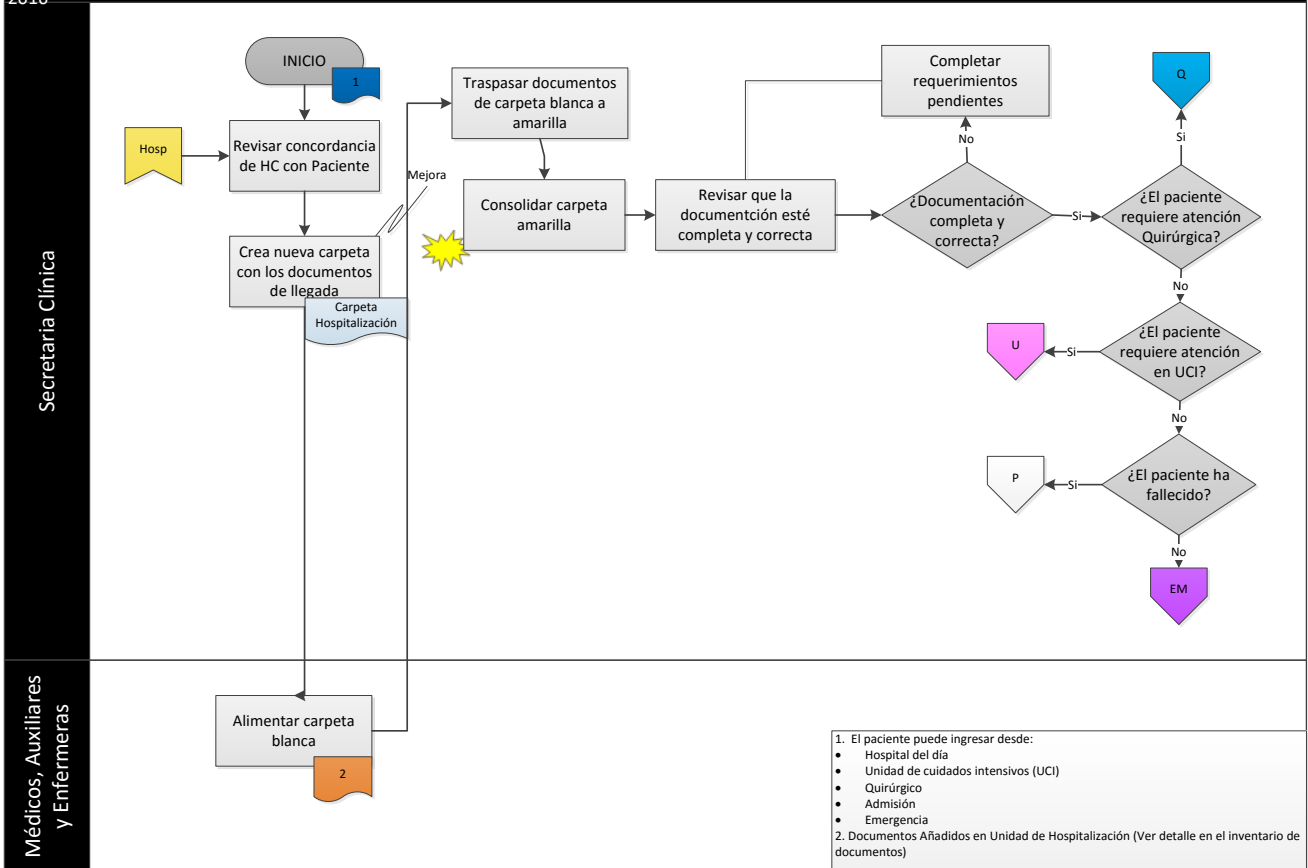 2016
Secretaria Clínica
INICIO
1
Hosp
Revisar concordancia
de HC con Paciente
Mejora
Crea nueva carpeta
con los documentos
de llegada
Carpeta
Hospitalización
Traspasar documentos
de carpeta blanca a
amarilla
Consolidar carpeta
amarilla
Revisar que la
documentción esté
completa y correcta
Completar
requerimientos
pendientes
No
¿Documentación
completa y
correcta?
Si
Q
Si
¿El paciente
requiere atención
Quirúrgica?
No
¿El paciente
requiere atención
en UCI?
Si
U
No
¿El paciente ha
fallecido?
Si
P
No
EM
Médicos, Auxiliares
y Enfermeras
Alimentar carpeta
blanca
2
1. El paciente puede ingresar desde:
• Hospital del día
• Unidad de cuidados intensivos (UCI)
• Quirúrgico
• Admisión
• Emergencia
2. Documentos Añadidos en Unidad de Hospitalización (Ver detalle en el inventario de
documentos)